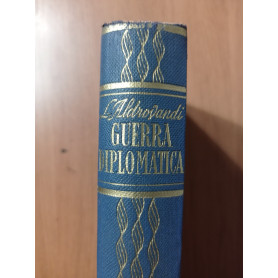 L. Aldrovandi
GUERRA
DIPLOMATICA